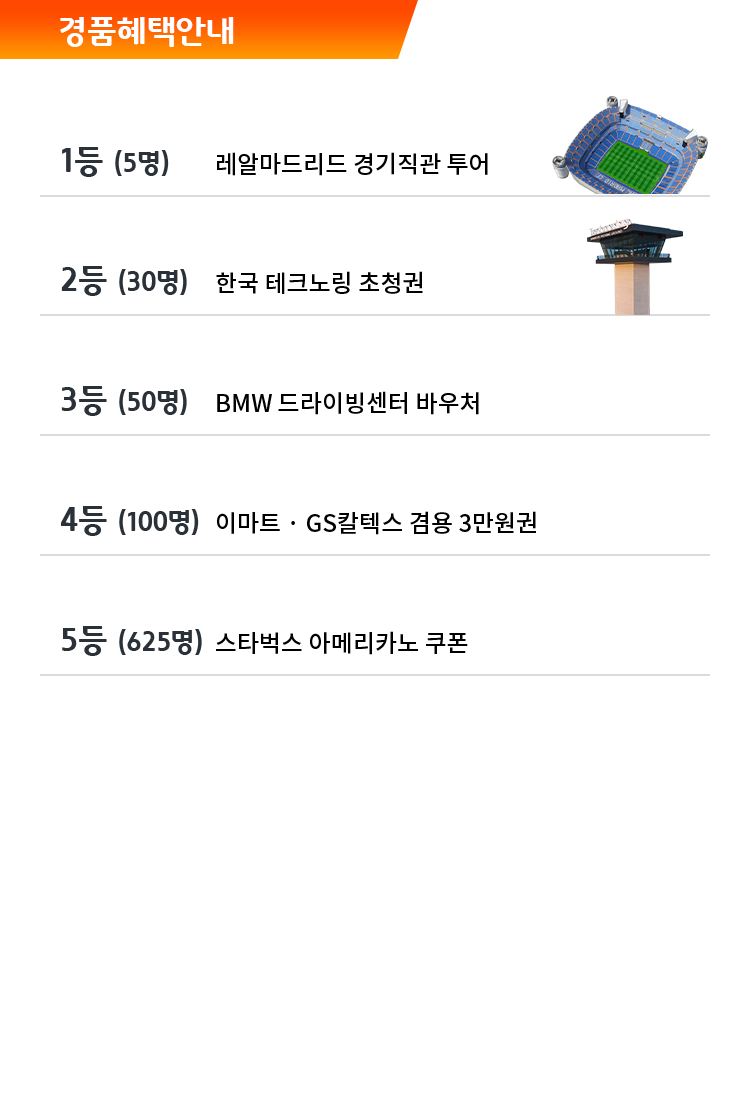 경품혜택안내
1등 (5명) 레알마드리드 경기직관 투어
2등 (30명) 한국 테크노링 초청권
3등 (50명) BMW 드라이빙센터 바우처
4등 (100명) 이마트 · GS칼텍스 겸용 3만원권
5등 (625명) 스타벅스 아메리카노 쿠폰